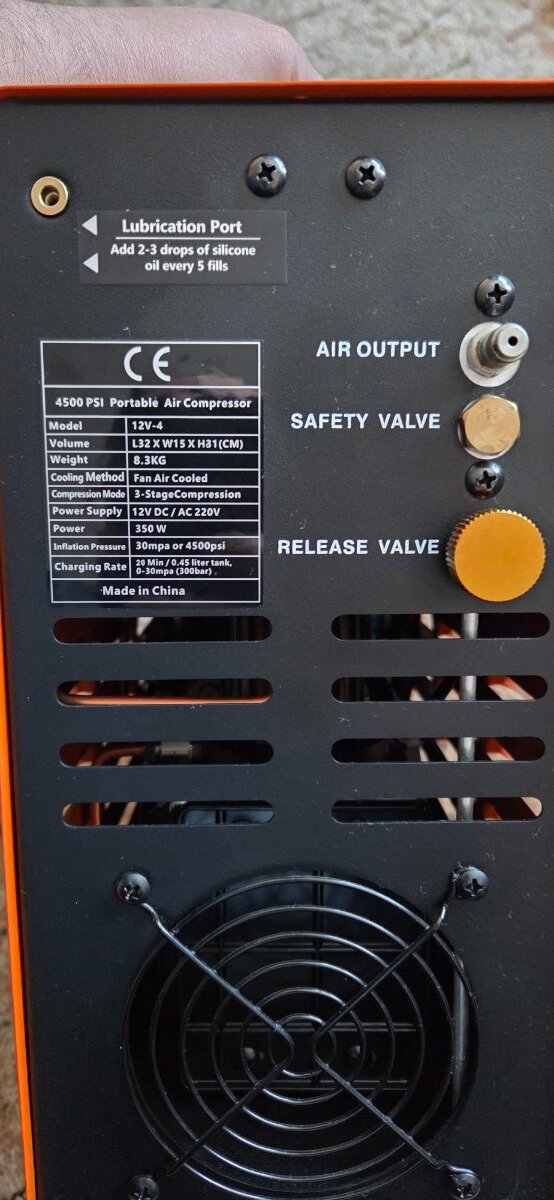 Lubrication Port
Add 2-3 drops of silicone
oil every 5 fills
AIR OUTPUT
SAFETY VALVE
RELEASE VALVE
CE
4500 PSI Portable Air Compressor
Model 12V-4
Volume L32 X W15 X H31(CM)
Weight 8.3KG
Cooling Method Fan Air Cooled
Compression Mode 3-StageCompression
Power Supply 12V DC / AC 220V
Power 350 W
Inflation Pressure 30mpa or 4500psi
Charging Rate 20 Min / 0.45 liter tank,
0-30mpa (300bar)
Made in China